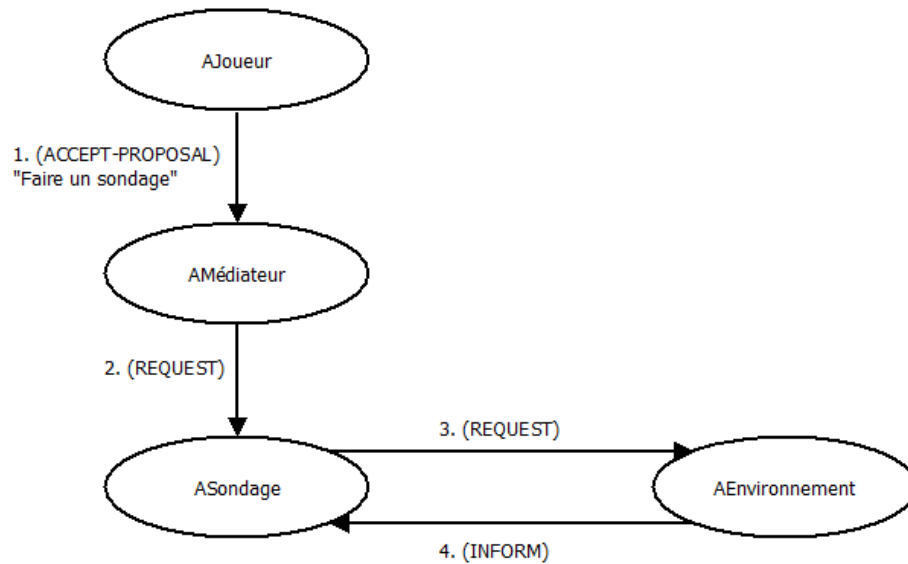 AJoueur
1. (ACCEPT-PROPOSAL)
"Faire un sondage"
AMédiateur
2. (REQUEST)
3. (REQUEST)
ASondage
AEnvironnement
4. (INFORM)